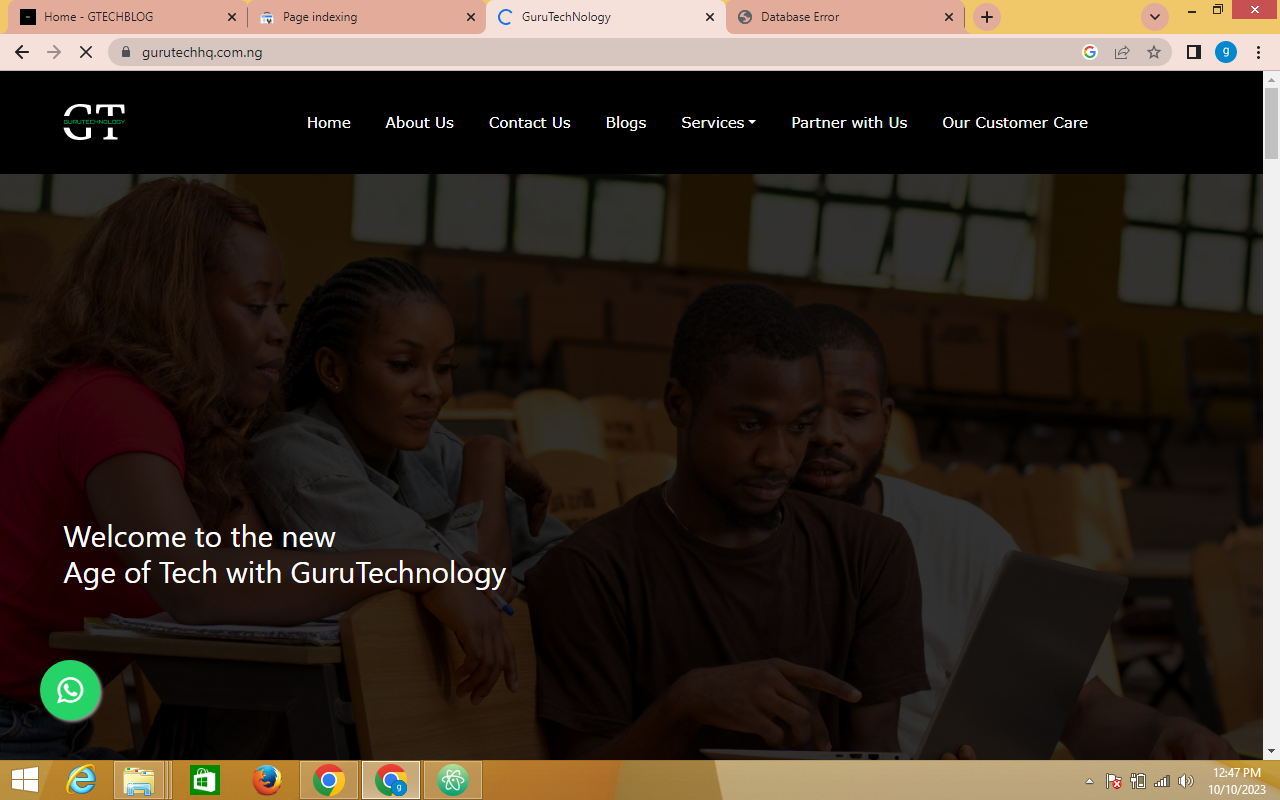 Home - GTECHBLOG
Page indexing
GuruTechNology
Database Error
gurutechhq.com.ng
g
GT
GURUTECHNOLOGY
Home
About Us
Contact Us
Blogs
Services
Partner with Us
Our Customer Care
Welcome to the new
Age of Tech with GuruTechnology
g
12:47 PM
10/10/2023